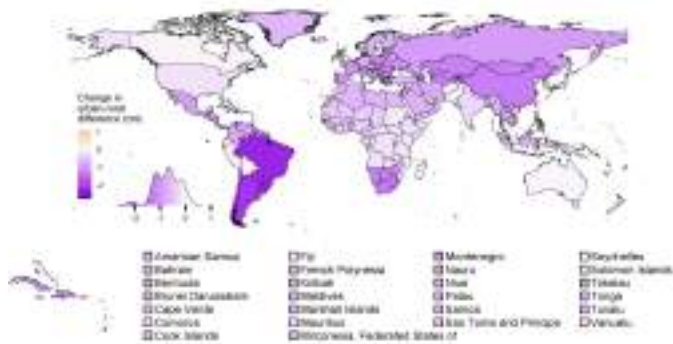 Change in
urban-rural
difference (cm)
American Samoa
Bahrain
Bermuda
Brunei Darussalam
Cape Verde
Comoros
Cook Islands
Fiji
French Polynesia
Kiribati
Maldives
Marshall Islands
Mauritius
Micronesia, Federated States of
Montenegro
Nauru
Niue
Palau
Samoa
Sao Tome and Principe
Seychelles
Solomon Islands
Tokelau
Tonga
Tuvalu
Vanuatu